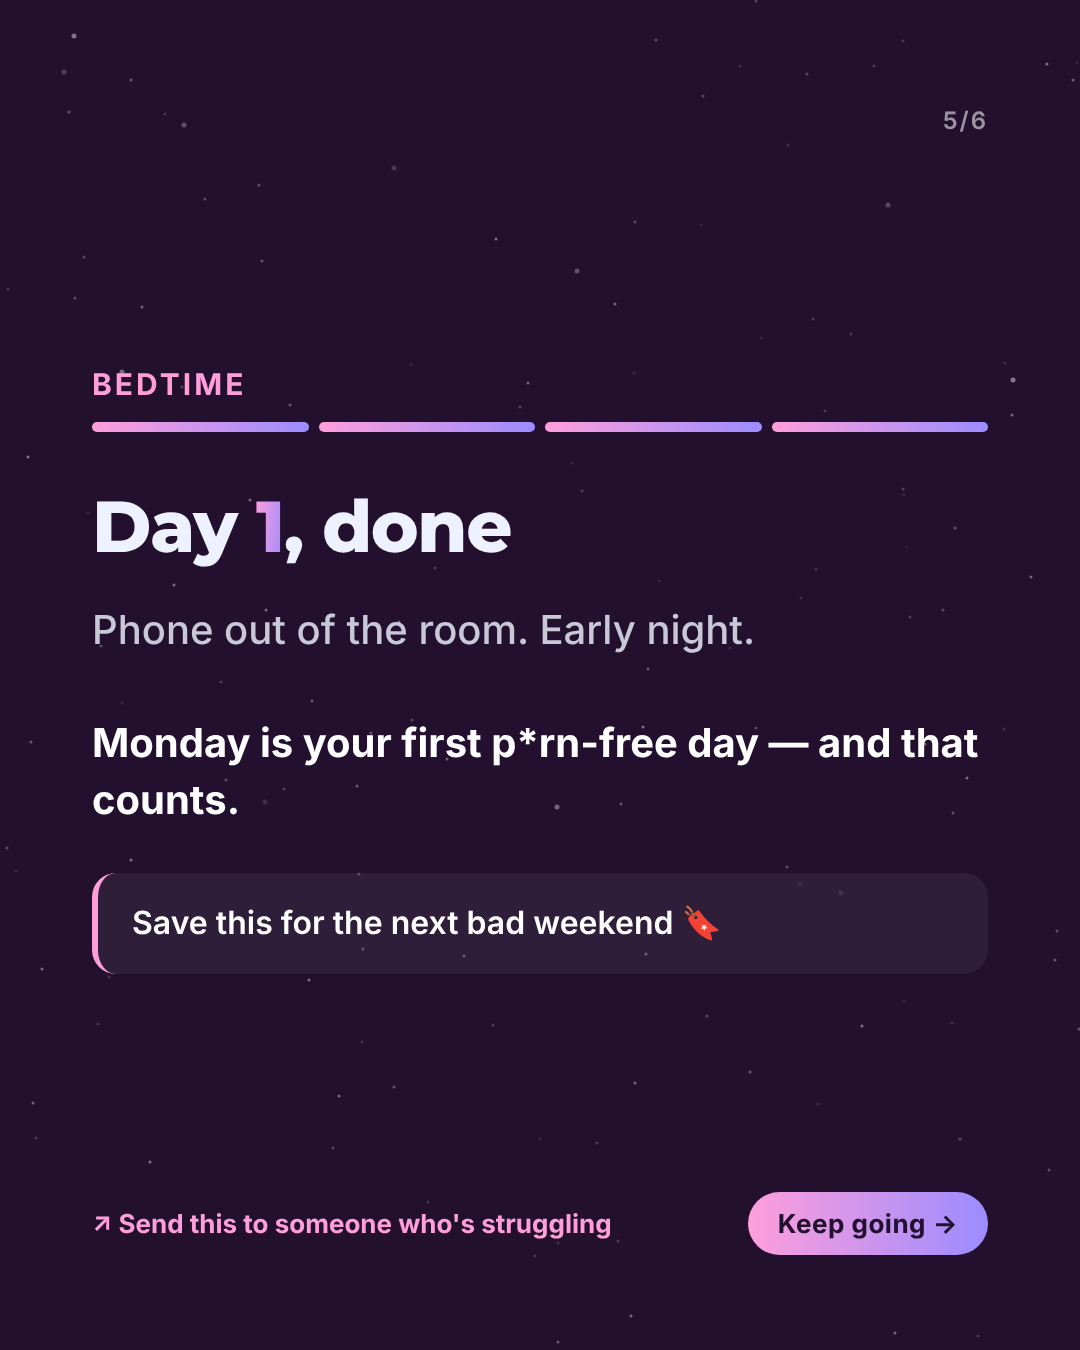 5/6
BEDTIME
Day 1, done
Phone out of the room. Early night.
Monday is your first p*rn-free day — and that
counts.
Save this for the next bad weekend 🔖
↗ Send this to someone who's struggling
Keep going →